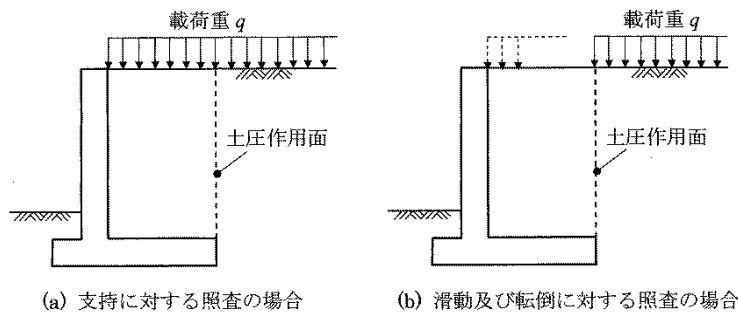 載荷重 q
載荷重 q
土圧作用面
土圧作用面
(a) 支持に対する照査の場合
(b) 滑動及び転倒に対する照査の場合